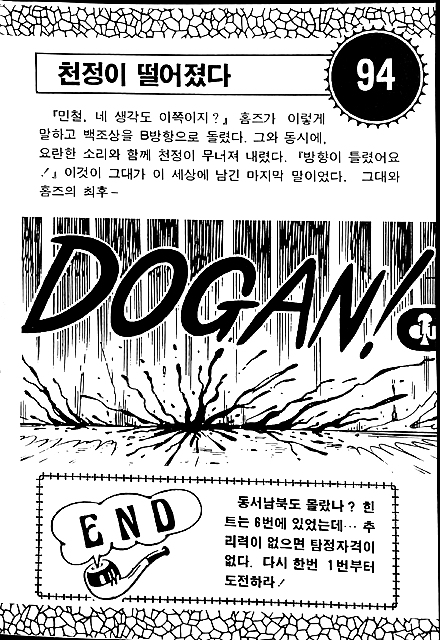 천정이 떨어졌다
94
『민철, 네 생각도 이쪽이지?』 홈즈가 이렇게
말하고 백조상을 B방향으로 돌렸다. 그와 동시에,
요란한 소리와 함께 천정이 무너져 내렸다. 『방향이 틀렸어요
!』이것이 그대가 이 세상에 남긴 마지막 말이었다. 그대와
홈즈의 최후–
DOGAN!
END
동서남북도 몰랐나? 힌
트는 6번에 있었는데… 추
리력이 없으면 탐정자격이
없다. 다시 한번 1번부터
도전하라!